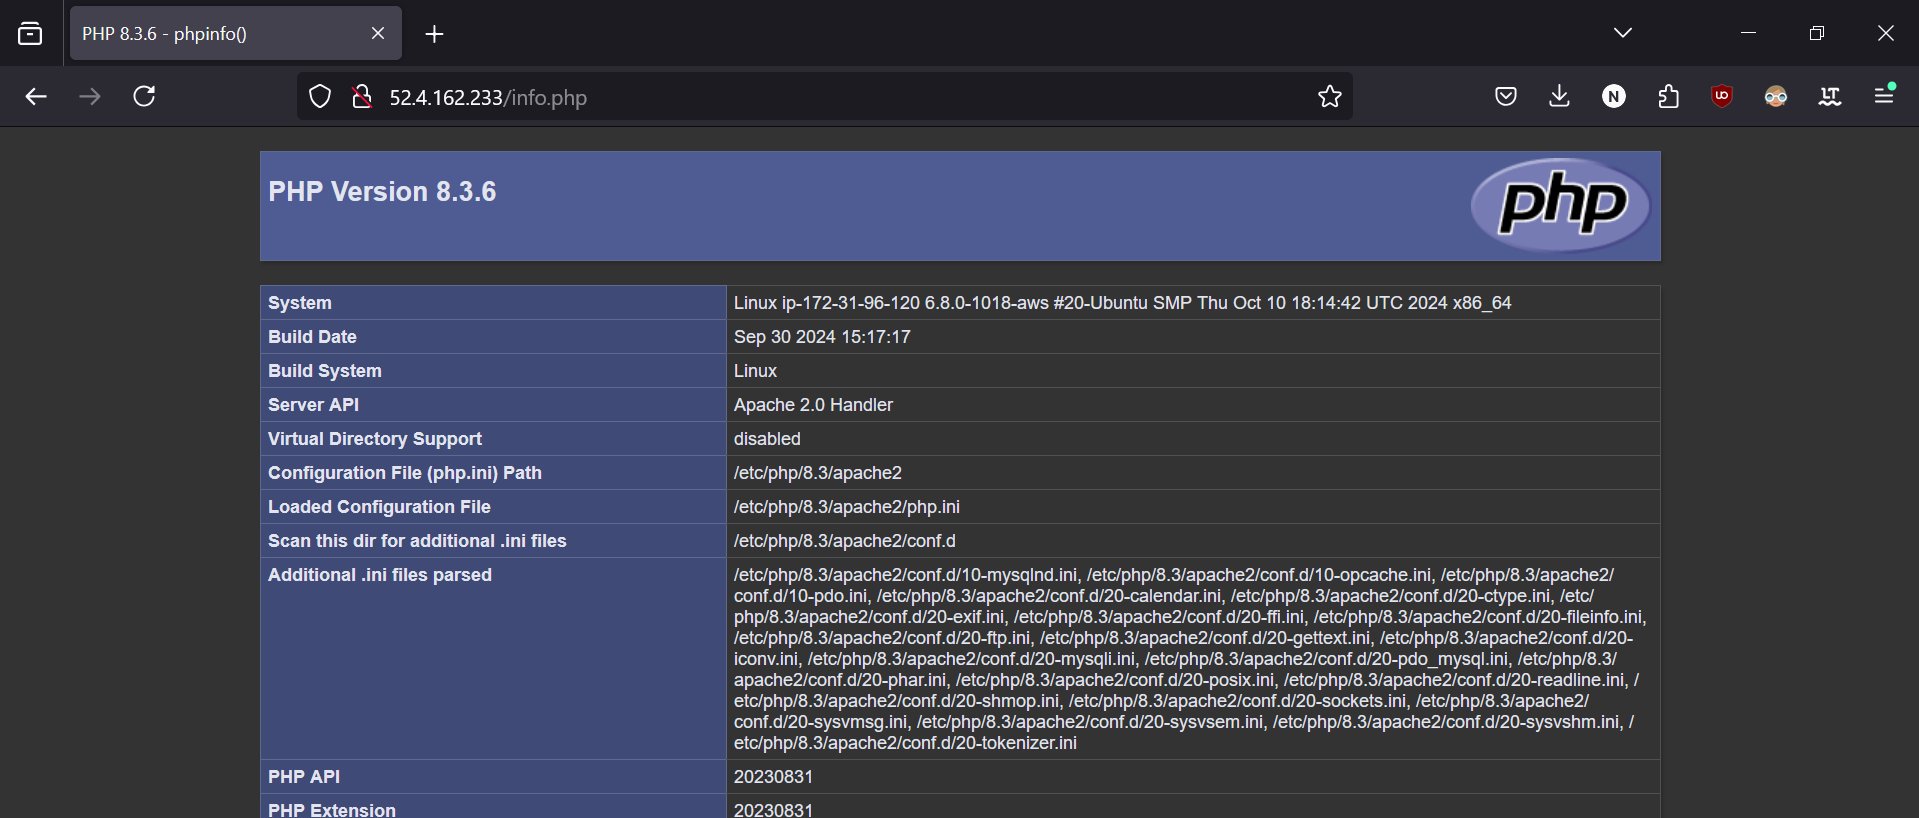 PHP 8.3.6 - phpinfo()
52.4.162.233/info.php
N
uo
LT
PHP Version 8.3.6
php
System Linux ip-172-31-96-120 6.8.0-1018-aws #20-Ubuntu SMP Thu Oct 10 18:14:42 UTC 2024 x86_64
Build Date Sep 30 2024 15:17:17
Build System Linux
Server API Apache 2.0 Handler
Virtual Directory Support disabled
Configuration File (php.ini) Path /etc/php/8.3/apache2
Loaded Configuration File /etc/php/8.3/apache2/php.ini
Scan this dir for additional .ini files /etc/php/8.3/apache2/conf.d
Additional .ini files parsed /etc/php/8.3/apache2/conf.d/10-mysqlnd.ini, /etc/php/8.3/apache2/conf.d/10-opcache.ini, /etc/php/8.3/apache2/
conf.d/10-pdo.ini, /etc/php/8.3/apache2/conf.d/20-calendar.ini, /etc/php/8.3/apache2/conf.d/20-ctype.ini, /etc/
php/8.3/apache2/conf.d/20-exif.ini, /etc/php/8.3/apache2/conf.d/20-ffi.ini, /etc/php/8.3/apache2/conf.d/20-fileinfo.ini,
/etc/php/8.3/apache2/conf.d/20-ftp.ini, /etc/php/8.3/apache2/conf.d/20-gettext.ini, /etc/php/8.3/apache2/conf.d/20-
iconv.ini, /etc/php/8.3/apache2/conf.d/20-mysqli.ini, /etc/php/8.3/apache2/conf.d/20-pdo_mysql.ini, /etc/php/8.3/
apache2/conf.d/20-phar.ini, /etc/php/8.3/apache2/conf.d/20-posix.ini, /etc/php/8.3/apache2/conf.d/20-readline.ini, /
etc/php/8.3/apache2/conf.d/20-shmop.ini, /etc/php/8.3/apache2/conf.d/20-sockets.ini, /etc/php/8.3/apache2/
conf.d/20-sysvmsg.ini, /etc/php/8.3/apache2/conf.d/20-sysvsem.ini, /etc/php/8.3/apache2/conf.d/20-sysvshm.ini, /
etc/php/8.3/apache2/conf.d/20-tokenizer.ini
PHP API 20230831
PHP Extension 20230831